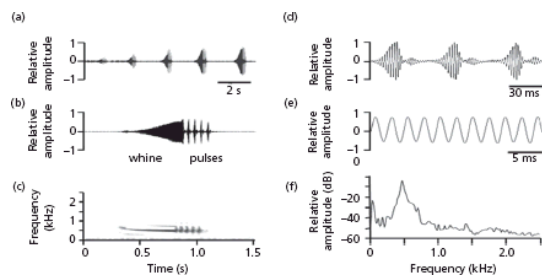 (a)
Relative
amplitude
1
0
−1
2 s
(b)
Relative
amplitude
1
0
−1
whine pulses
(c)
Frequency
(kHz)
2
1
0
0 0.5 1.0 1.5
Time (s)
(d)
Relative
amplitude
1
0
−1
30 ms
(e)
Relative
amplitude
1
0
−1
0
5 ms
(f)
Relative
amplitude (dB)
−20
−40
−60
0 1 2
Frequency (kHz)